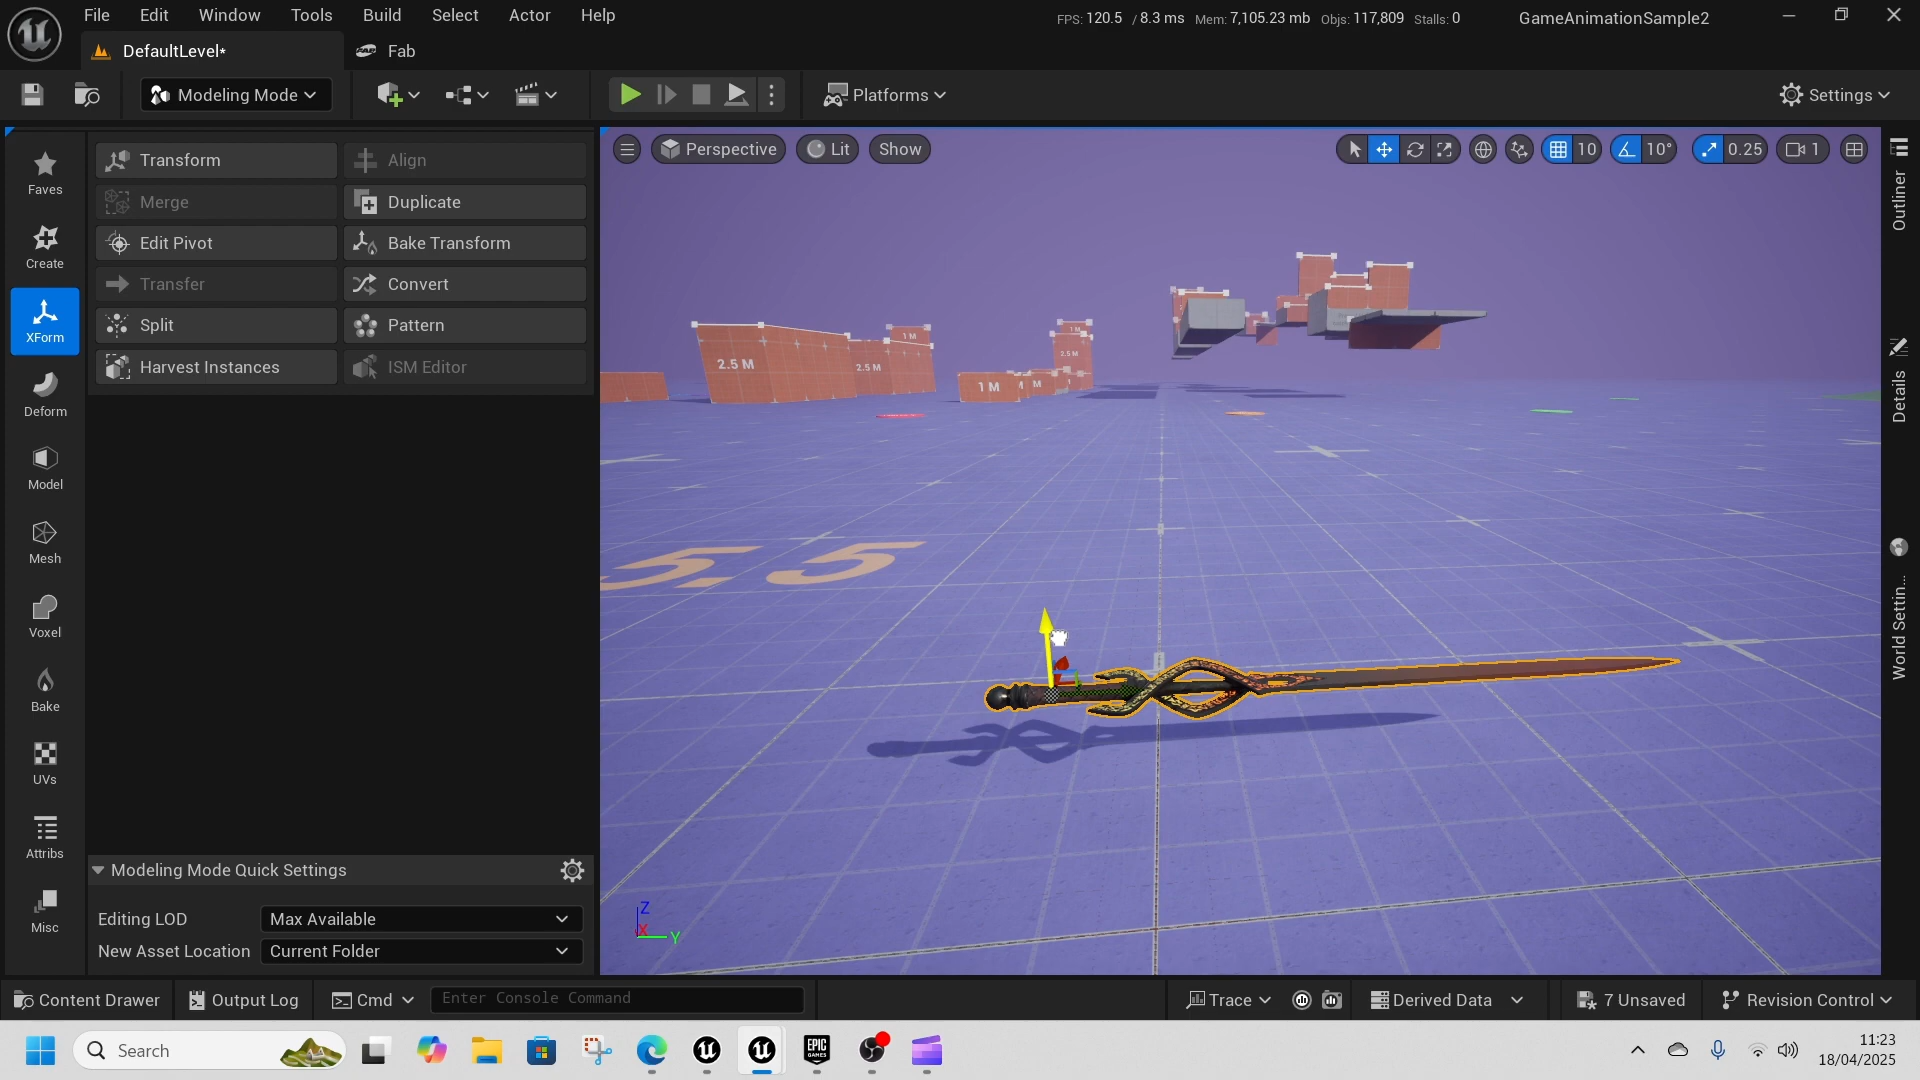 File Edit Window Tools Build Select Actor Help
FPS: 120.5 / 8.3 ms Mem: 7,105.23 mb Objs: 117,809 Stalls: 0
GameAnimationSample2
DefaultLevel*
Fab
Modeling Mode
Platforms
Settings
Faves
Create
XForm
Deform
Model
Mesh
Voxel
Bake
UVs
Attribs
Misc
Transform
Align
Merge
Duplicate
Edit Pivot
Bake Transform
Transfer
Convert
Split
Pattern
Harvest Instances
ISM Editor
Modeling Mode Quick Settings
Editing LOD
Max Available
New Asset Location
Current Folder
Perspective
Lit
Show
10
10°
0.25
1
2.5 M
2.5 M
1 M
1 M
M
1 M
2.5 M
5.5
Z
X
Y
Outliner
Details
World Settin...
Content Drawer
Output Log
Cmd
Enter Console Command
Trace
Derived Data
7 Unsaved
Revision Control
Search
EPIC
GAMES
11:23
18/04/2025